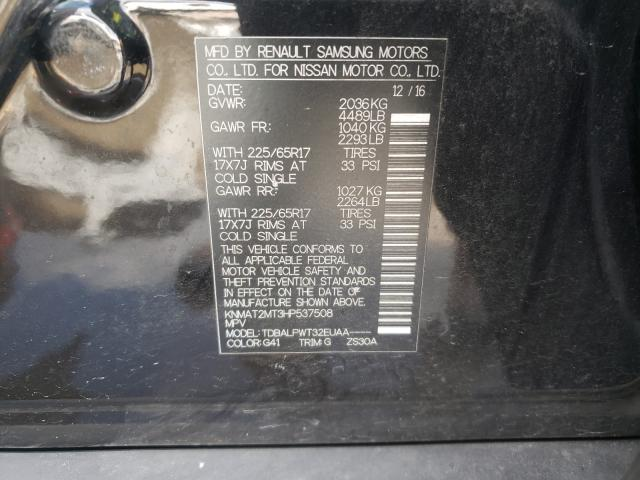 MFD BY RENAULT SAMSUNG MOTORS
CO., LTD. FOR NISSAN MOTOR CO., LTD.
DATE: 12/16
GVWR: 2036KG
4489LB
GAWR FR: 1040KG
2293LB
WITH 225/65R17 TIRES
17X7J RIMS AT 33 PSI
COLD SINGLE
GAWR RR: 1027KG
2264LB
WITH 225/65R17 TIRES
17X7J RIMS AT 33 PSI
COLD SINGLE
THIS VEHICLE CONFORMS TO
ALL APPLICABLE FEDERAL
MOTOR VEHICLE SAFETY AND
THEFT PREVENTION STANDARDS
IN EFFECT ON THE DATE OF
MANUFACTURE SHOWN ABOVE.
KNMAT2MT3HP537508
MPV
MODEL: TDBALFWT32EUAA-----
COLOR:G41 TRIM:G ZS30A